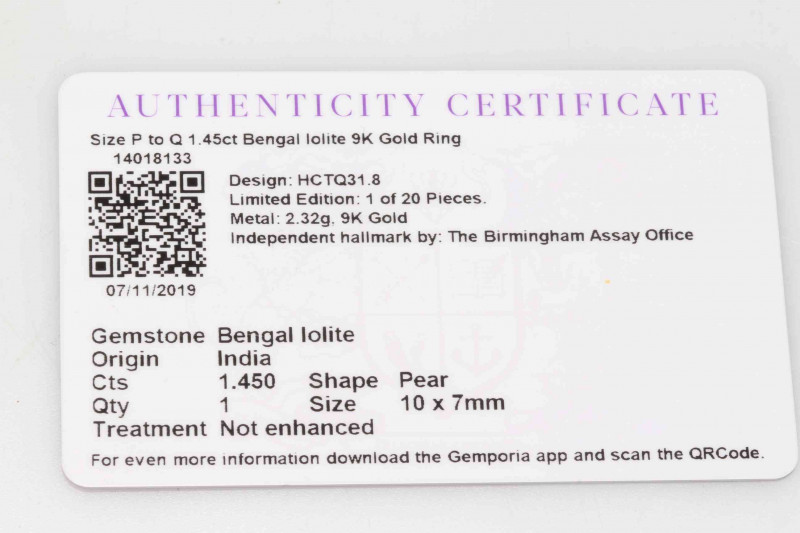 AUTHENTICITY CERTIFICATE
Size P to Q 1.45ct Bengal Iolite 9K Gold Ring
14018133
Design: HCTQ31.8
Limited Edition: 1 of 20 Pieces.
Metal: 2.32g, 9K Gold
Independent hallmark by: The Birmingham Assay Office
07/11/2019
Gemstone Bengal Iolite
Origin India
Cts 1.450 Shape Pear
Qty 1 Size 10 x 7mm
Treatment Not enhanced
For even more information download the Gemporia app and scan the QRCode.